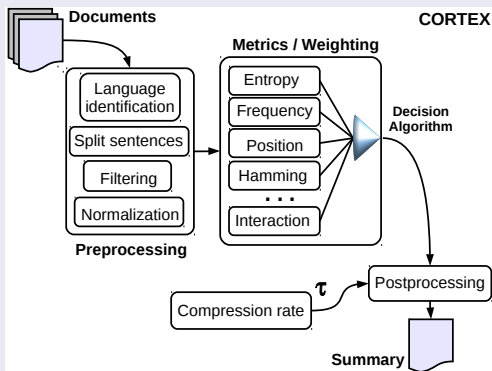 Documents
CORTEX
Language
identification
Split sentences
Filtering
Normalization
Preprocessing
Metrics / Weighting
Entropy
Frequency
Position
Hamming
. . .
Interaction
Decision
Algorithm
Postprocessing
τ
Compression rate
Summary